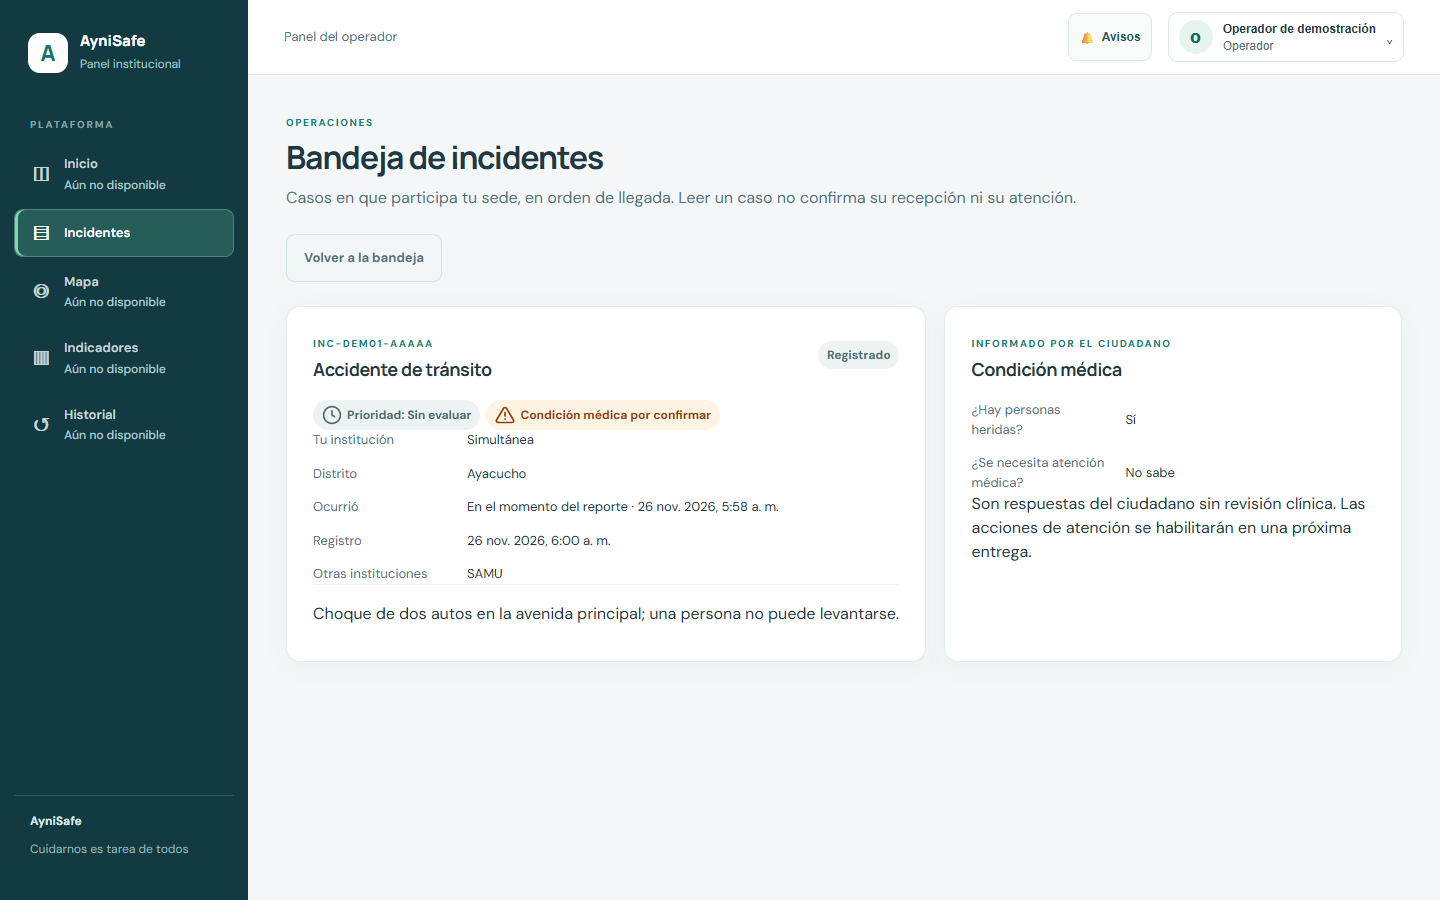 A
AyniSafe
Panel institucional
PLATAFORMA
Inicio
Aún no disponible
Incidentes
Mapa
Aún no disponible
Indicadores
Aún no disponible
Historial
Aún no disponible
AyniSafe
Cuidarnos es tarea de todos
Panel del operador
Avisos
O
Operador de demostración
Operador
OPERACIONES
Bandeja de incidentes
Casos en que participa tu sede, en orden de llegada. Leer un caso no confirma su recepción ni su atención.
Volver a la bandeja
INC-DEM01-AAAAA
Accidente de tránsito
Registrado
Prioridad: Sin evaluar
Condición médica por confirmar
Tu institución Simultánea
Distrito Ayacucho
Ocurrió En el momento del reporte · 26 nov. 2026, 5:58 a. m.
Registro 26 nov. 2026, 6:00 a. m.
Otras instituciones SAMU
Choque de dos autos en la avenida principal; una persona no puede levantarse.
INFORMADO POR EL CIUDADANO
Condición médica
¿Hay personas
heridas?
Sí
¿Se necesita atención
médica?
No sabe
Son respuestas del ciudadano sin revisión clínica. Las
acciones de atención se habilitarán en una próxima
entrega.